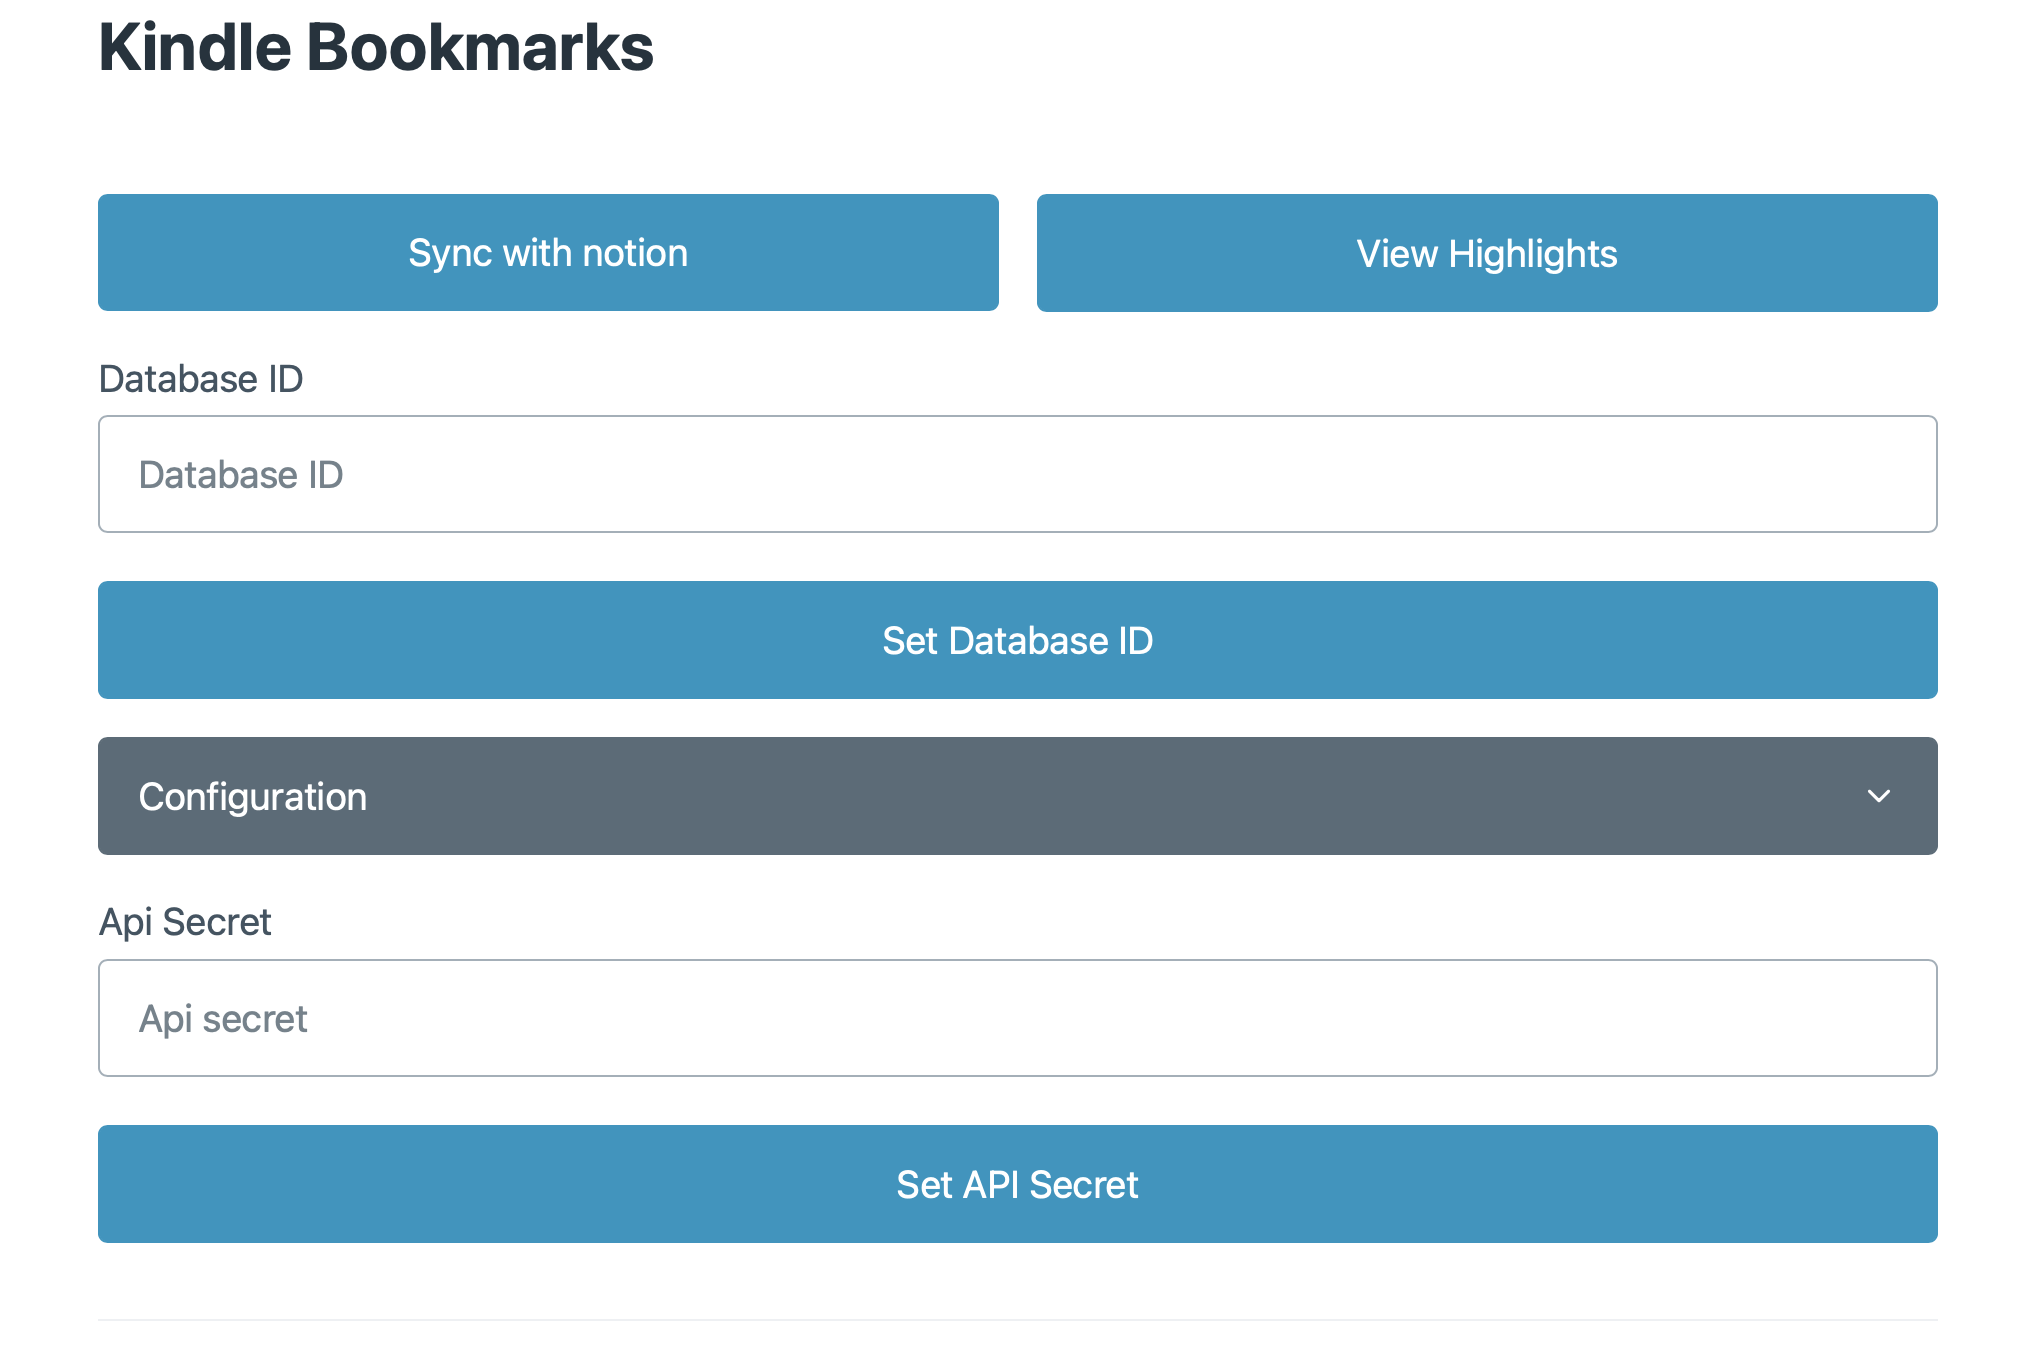 Kindle Bookmarks
Sync with notion
View Highlights
Database ID
Database ID
Set Database ID
Configuration
Api Secret
Api secret
Set API Secret